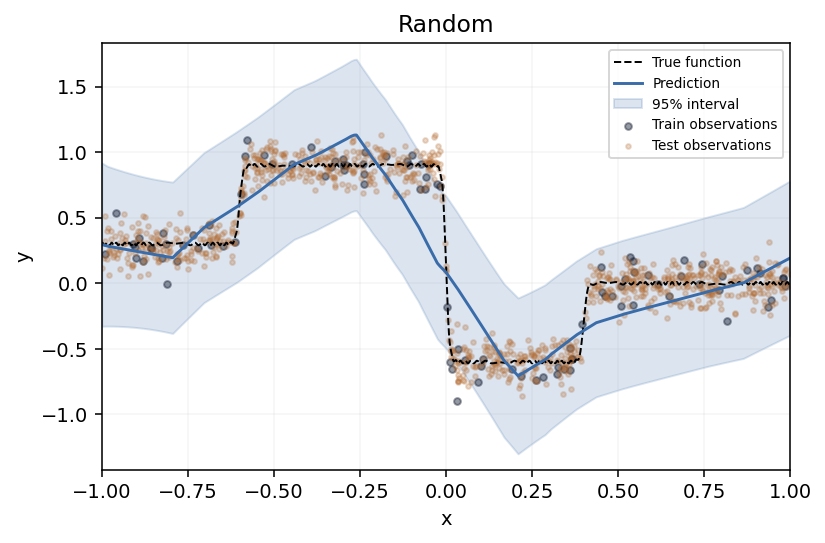 Random
True function
Prediction
95% interval
Train observations
Test observations
1.5
1.0
0.5
0.0
−0.5
−1.0
y
−1.00
−0.75
−0.50
−0.25
0.00
0.25
0.50
0.75
1.00
x